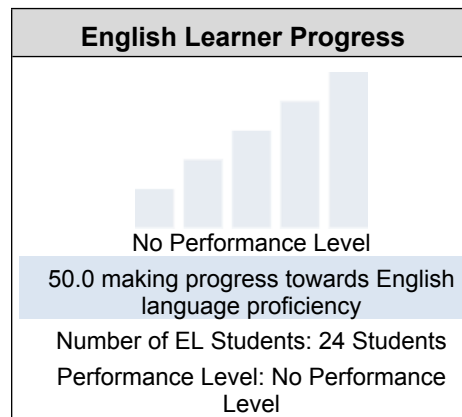 English Learner Progress
No Performance Level
50.0 making progress towards English
language proficiency
Number of EL Students: 24 Students
Performance Level: No Performance
Level